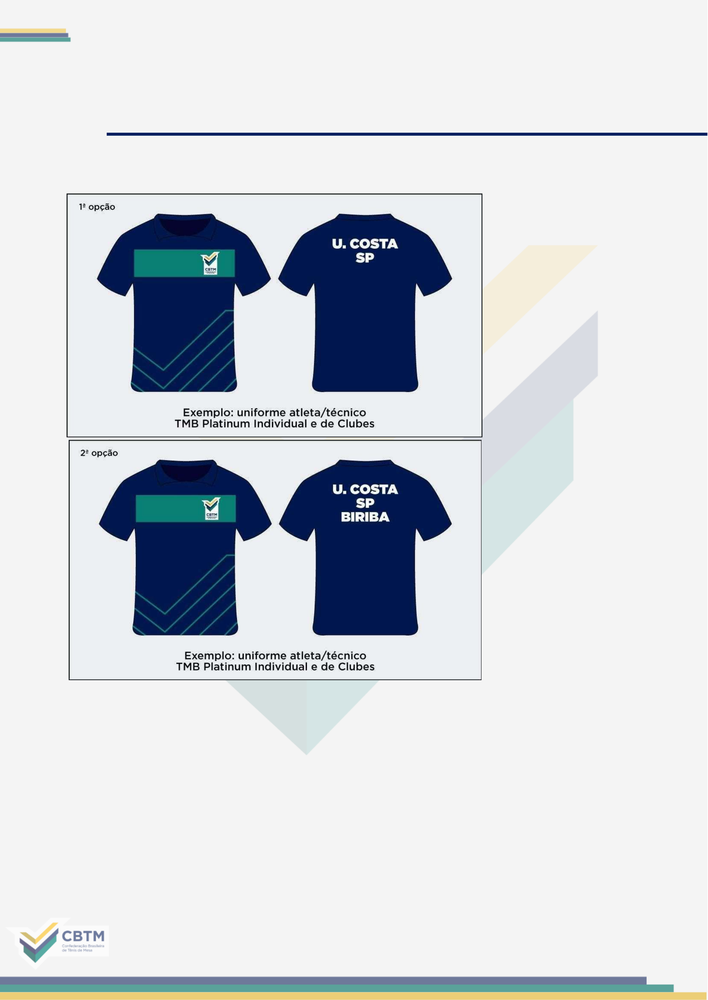 1ª opção
U. COSTA
SP
CBTM
Exemplo: uniforme atleta/técnico
TMB Platinum Individual e de Clubes
2ª opção
U. COSTA
SP
BIRIBA
CBTM
Exemplo: uniforme atleta/técnico
TMB Platinum Individual e de Clubes
CBTM
Confederação Brasileira
de Tênis de Mesa